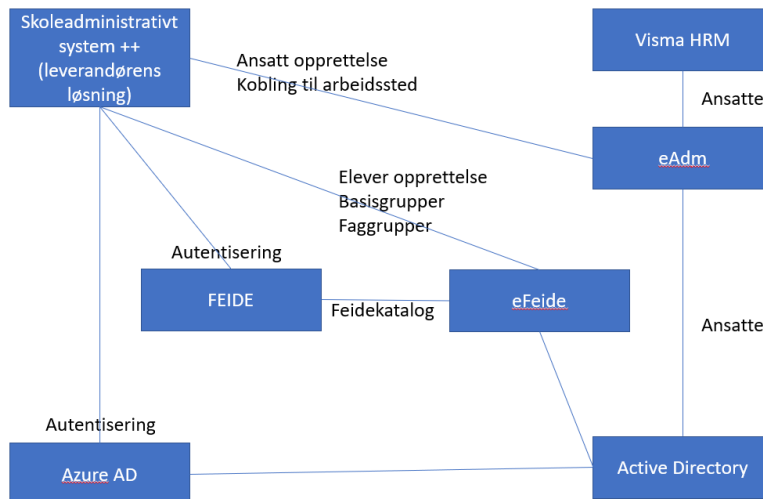 Skoleadministrativt
system ++
(leverandørens
løsning)
Visma HRM
Ansatt opprettelse
Kobling til arbeidssted
Ansatte
eAdm
Elever opprettelse
Basisgrupper
Faggrupper
Autentisering
FEIDE
Feidekatalog
eFeide
Ansatte
Autentisering
Azure AD
Active Directory